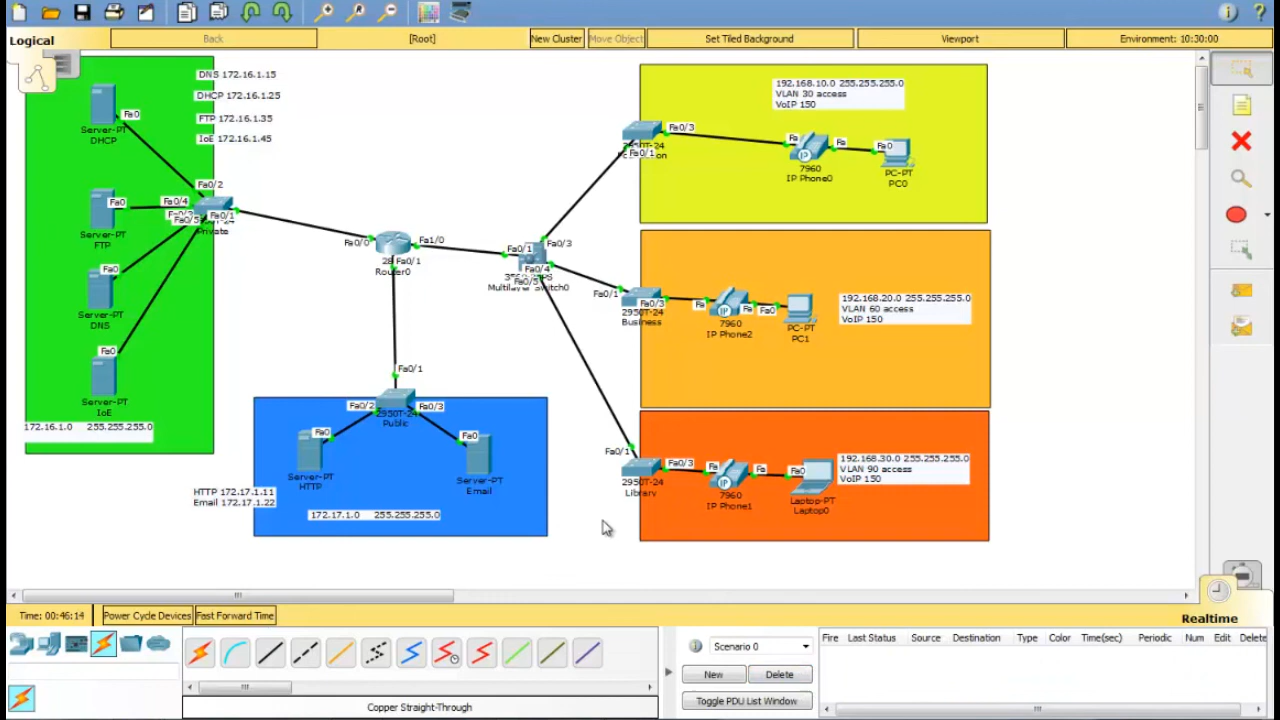 Logical
Back
[Root]
New Cluster
Move Object
Set Tiled Background
Viewport
Environment: 10:30:00
DNS 172.16.1.15
DHCP 172.16.1.25
FTP 172.16.1.35
IoE 172.16.1.45
Fa0
Server-PT
DHCP
Fa0/2
Fa0
Fa0/4
Fa0/1
Server-PT
FTP
Private
Fa0
Server-PT
DNS
Fa0
Server-PT
IoE
172.16.1.0 255.255.255.0
Fa0/0
Fa1/0
Fa0/1
Router0
Fa0/1
Fa0/3
Fa0/4
Multilayer Switch0
Fa0/1
Fa0/2
Fa0/3
2950T-24
Public
Fa0
Server-PT
HTTP
Fa0
Server-PT
Email
HTTP 172.17.1.11
Email 172.17.1.22
172.17.1.0 255.255.255.0
192.168.10.0 255.255.255.0
VLAN 30 access
VoIP 150
Fa0/3
Fa0/1
Fa
7960
IP Phone0
Fa
Fa0
PC-PT
PC0
Fa0/1
Fa0/3
2950T-24
Business
Fa
7960
IP Phone2
Fa
Fa0
PC-PT
PC1
192.168.20.0 255.255.255.0
VLAN 60 access
VoIP 150
Fa0/1
Fa0/3
2950T-24
Library
Fa
7960
IP Phone1
Fa
Fa0
Laptop-PT
Laptop0
192.168.30.0 255.255.255.0
VLAN 90 access
VoIP 150
Time: 00:46:14
Power Cycle Devices
Fast Forward Time
Realtime
Scenario 0
New
Delete
Toggle PDU List Window
Fire Last Status Source Destination Type Color Time(sec) Periodic Num Edit Delete
Copper Straight-Through